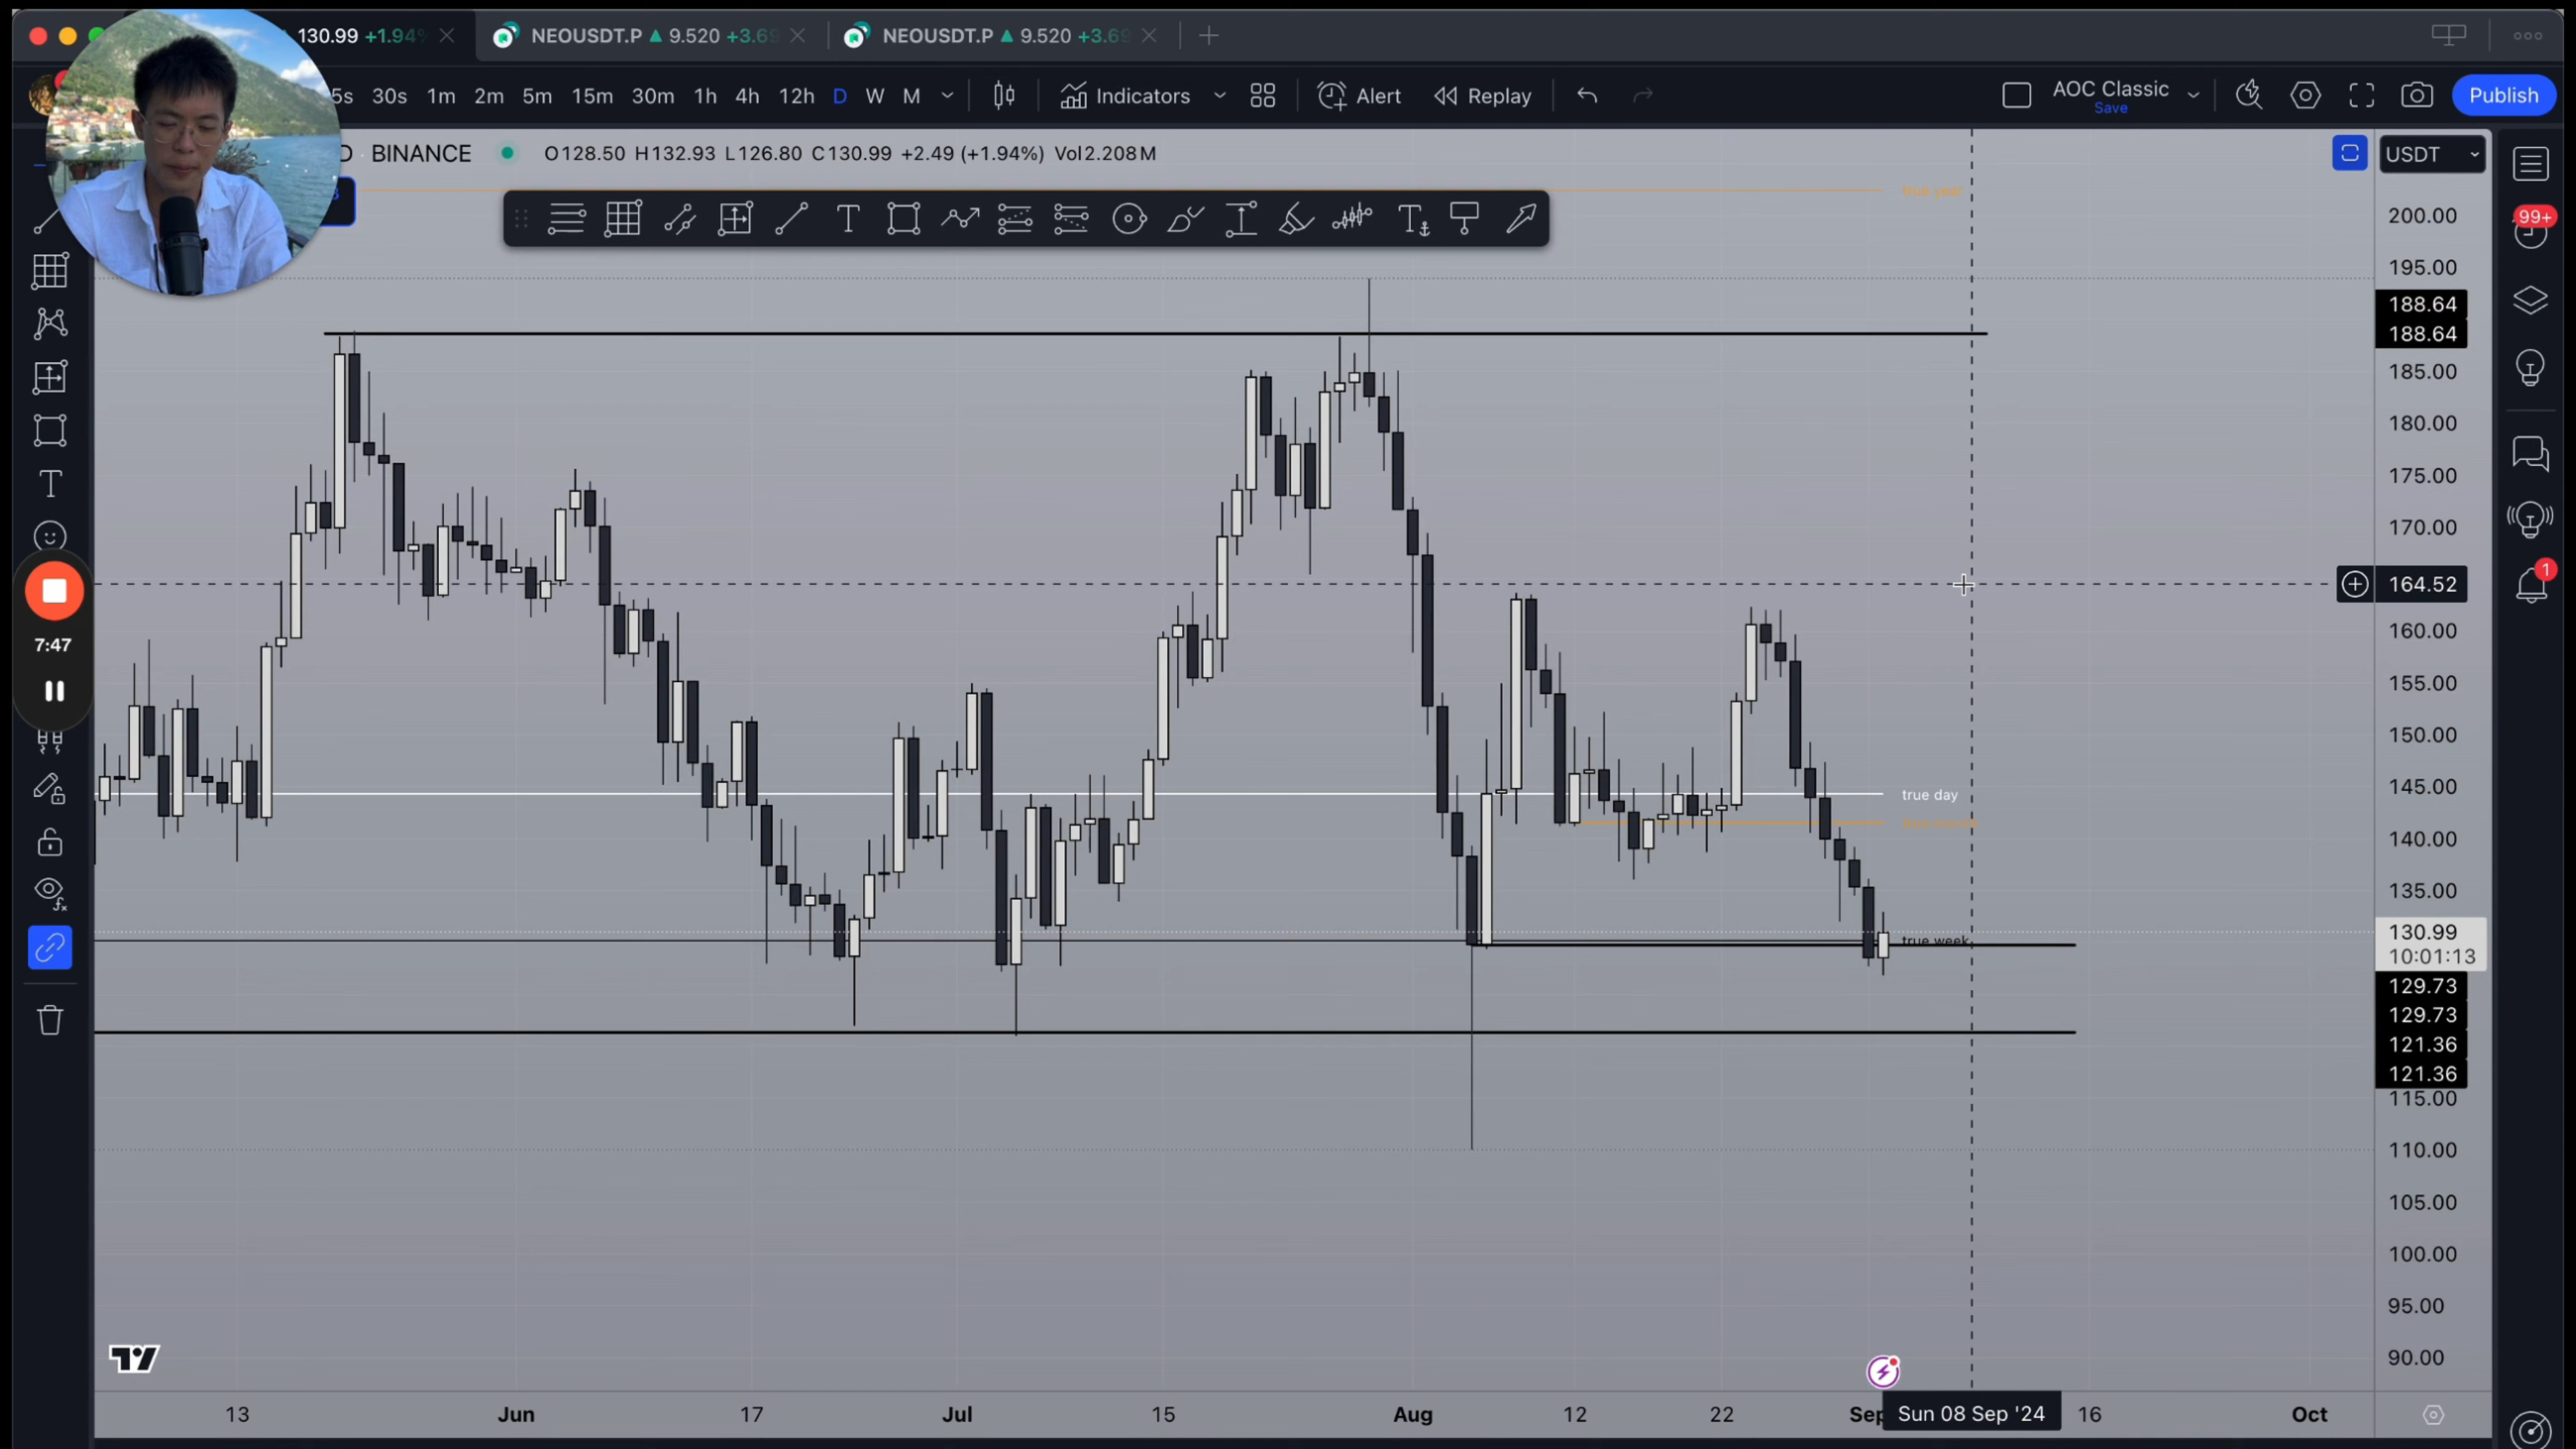 130.99 +1.94%
NEOUSDT.P ▲ 9.520 +3.69
NEOUSDT.P ▲ 9.520 +3.69
5s 30s 1m 2m 5m 15m 30m 1h 4h 12h D W M
Indicators
Alert
Replay
AOC Classic
Save
Publish
D · BINANCE
O128.50 H132.93 L126.80 C130.99 +2.49 (+1.94%) Vol2.208M
USDT
true year
99+
200.00
195.00
188.64
188.64
185.00
180.00
175.00
170.00
164.52
1
160.00
155.00
150.00
145.00
140.00
135.00
130.99
10:01:13
129.73
129.73
121.36
121.36
115.00
110.00
105.00
100.00
95.00
90.00
7:47
true day
true week
13
Jun
17
Jul
15
Aug
12
22
Sep
Sun 08 Sep '24
16
Oct